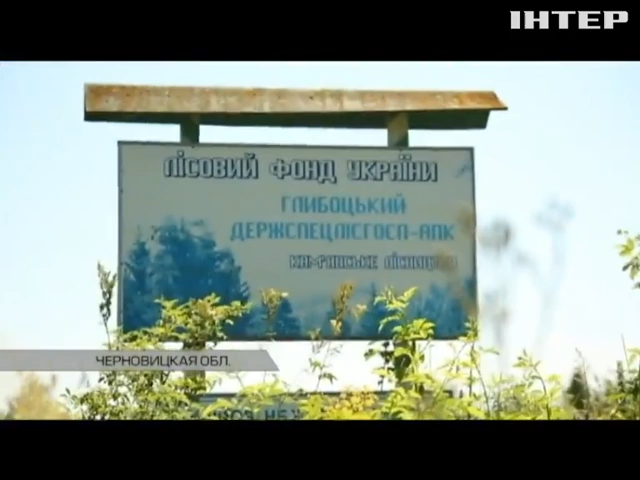 ІНТЕР
ЛІСОВИЙ ФОНД УКРАЇНИ
ГЛИБОЦЬКИЙ
ДЕРЖСПЕЦЛІСГОСП-АПК
ЧЕРНОВИЦКАЯ ОБЛ.